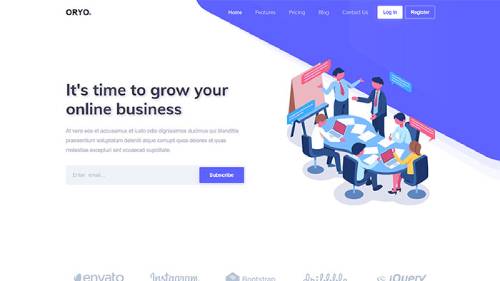 ORYO.
Home Features Pricing Blog Contact Us Log In Register
It's time to grow your
online business
At vero eos et accusamus et iusto odio dignissimos ducimus qui blanditiis
praesentium voluptatum deleniti atque corrupti quos dolores et quas
molestias excepturi sint occaecati cupiditate.
Enter email... Subscribe
envato Instagram Bootstrap dribbble jQuery